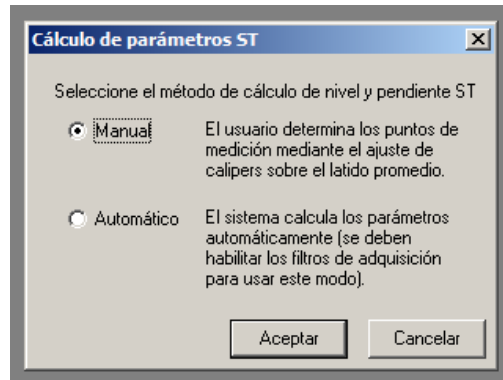 Cálculo de parámetros ST
Seleccione el método de cálculo de nivel y pendiente ST
Manual
El usuario determina los puntos de
medición mediante el ajuste de
calipers sobre el latido promedio.
Automático
El sistema calcula los parámetros
automáticamente (se deben
habilitar los filtros de adquisición
para usar este modo).
Aceptar
Cancelar